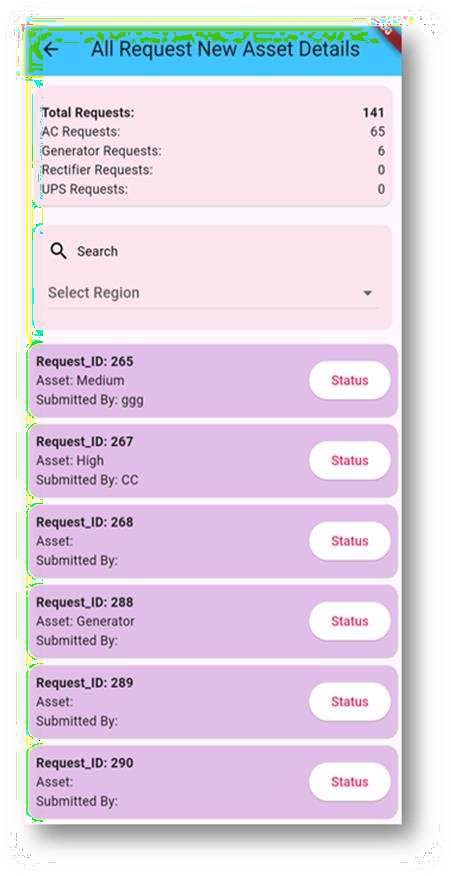 All Request New Asset Details
Total Requests: 141
AC Requests: 65
Generator Requests: 6
Rectifier Requests: 0
UPS Requests: 0
Search
Select Region
Request_ID: 265
Asset: Medium
Submitted By: ggg
Status
Request_ID: 267
Asset: High
Submitted By: CC
Status
Request_ID: 268
Asset:
Submitted By:
Status
Request_ID: 288
Asset: Generator
Submitted By:
Status
Request_ID: 289
Asset:
Submitted By:
Status
Request_ID: 290
Asset:
Submitted By:
Status